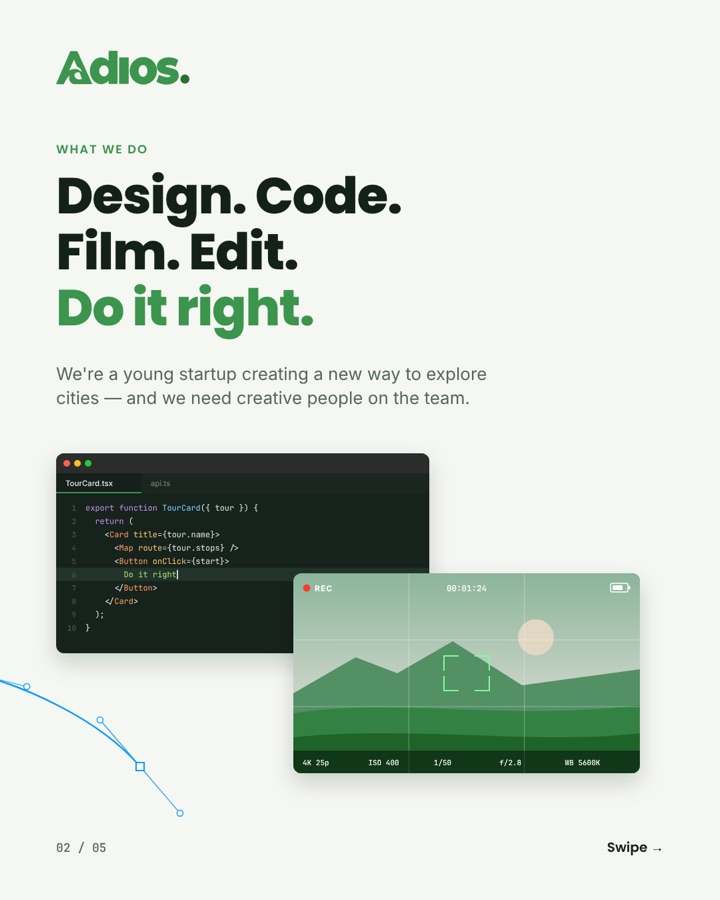 Adios.
WHAT WE DO
Design. Code.
Film. Edit.
Do it right.
We're a young startup creating a new way to explore
cities — and we need creative people on the team.
TourCard.tsx
api.ts
1 export function TourCard({ tour }) {
2 return (
3 <Card title={tour.name}>
4 <Map route={tour.stops} />
5 <Button onClick={start}>
6 Do it right
7 </Button>
8 </Card>
9 );
10 }
REC
00:01:24
4K 25p
ISO 400
1/50
f/2.8
WB 5600K
02 / 05
Swipe →